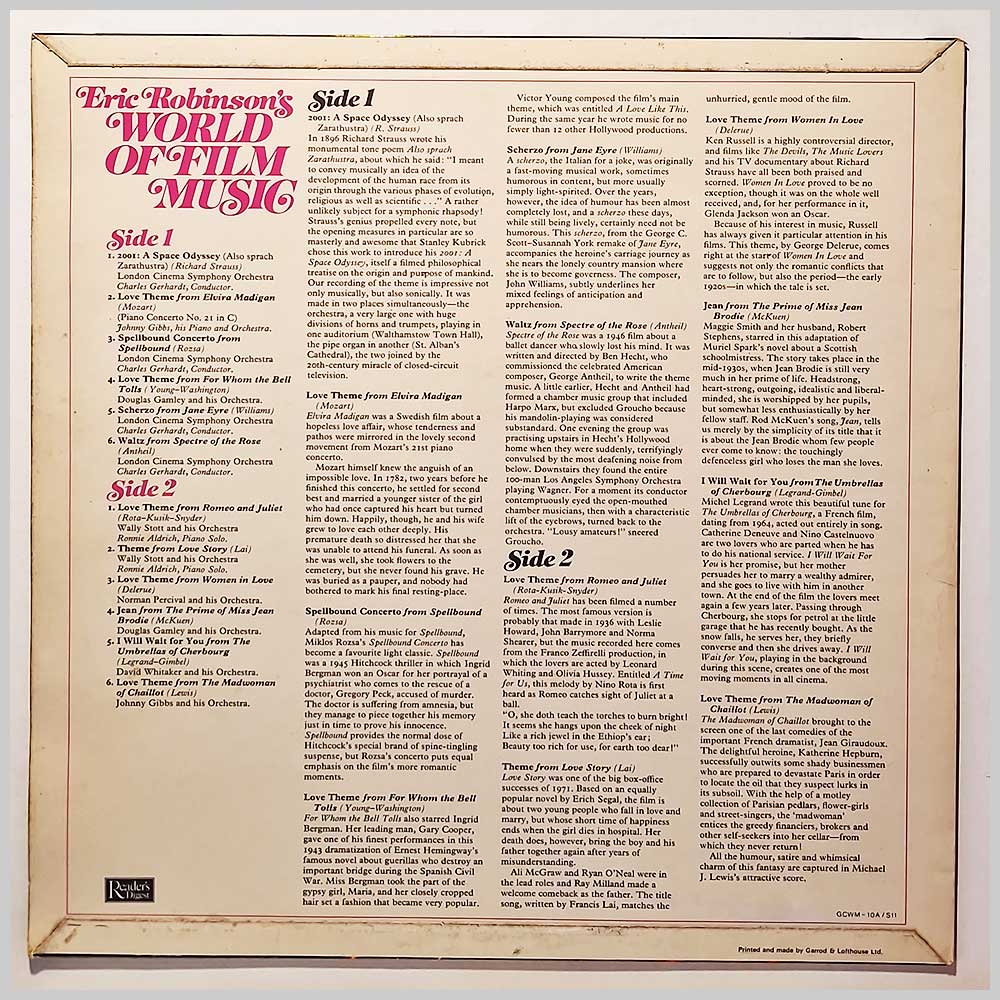 Eric Robinson's
WORLD
OF FILM
MUSIC
Side 1
1. 2001: A Space Odyssey (Also sprach
Zarathustra) (Richard Strauss)
London Cinema Symphony Orchestra
Charles Gerhardt, Conductor.
2. Love Theme from Elvira Madigan
(Mozart)
(Piano Concerto No. 21 in C)
Johnny Gibbs, his Piano and Orchestra.
3. Spellbound Concerto from
Spellbound (Rozsa)
London Cinema Symphony Orchestra
Charles Gerhardt, Conductor.
4. Love Theme from For Whom the Bell
Tolls (Young–Washington)
Douglas Gamley and his Orchestra.
5. Scherzo from Jane Eyre (Williams)
London Cinema Symphony Orchestra
Charles Gerhardt, Conductor.
6. Waltz from Spectre of the Rose
(Antheil)
London Cinema Symphony Orchestra
Charles Gerhardt, Conductor.
Side 2
1. Love Theme from Romeo and Juliet
(Rota–Kusik–Snyder)
Wally Stott and his Orchestra
Ronnie Aldrich, Piano Solo.
2. Theme from Love Story (Lai)
Wally Stott and his Orchestra
Ronnie Aldrich, Piano Solo.
3. Love Theme from Women in Love
(Delerue)
Norman Percival and his Orchestra.
4. Jean from The Prime of Miss Jean
Brodie (McKuen)
Douglas Gamley and his Orchestra.
5. I Will Wait for You from The
Umbrellas of Cherbourg
(Legrand–Gimbel)
David Whitaker and his Orchestra.
6. Love Theme from The Madwoman
of Chaillot (Lewis)
Johnny Gibbs and his Orchestra.
Reader's
Digest
Side 1
2001: A Space Odyssey (Also sprach
Zarathustra) (R. Strauss)
In 1896 Richard Strauss wrote his
monumental tone poem Also sprach
Zarathustra, about which he said: "I meant
to convey musically an idea of the
development of the human race from its
origin through the various phases of evolution,
religious as well as scientific . . ." A rather
unlikely subject for a symphonic rhapsody!
Strauss's genius propelled every note, but
the opening measures in particular are so
masterly and awesome that Stanley Kubrick
chose this work to introduce his 2001: A
Space Odyssey, itself a filmed philosophical
treatise on the origin and purpose of mankind.
Our recording of the theme is impressive not
only musically, but also sonically. It was
made in two places simultaneously—the
orchestra, a very large one with huge
divisions of horns and trumpets, playing in
one auditorium (Walthamstow Town Hall),
the pipe organ in another (St. Alban's
Cathedral), the two joined by the
20th-century miracle of closed-circuit
television.
Love Theme from Elvira Madigan
(Mozart)
Elvira Madigan was a Swedish film about a
hopeless love affair, whose tenderness and
pathos were mirrored in the lovely second
movement from Mozart's 21st piano
concerto.
Mozart himself knew the anguish of an
impossible love. In 1782, two years before he
finished this concerto, he settled for second
best and married a younger sister of the girl
who had once captured his heart but turned
him down. Happily, though, he and his wife
grew to love each other deeply. His
premature death so distressed her that she
was unable to attend his funeral. As soon as
she was well, she took flowers to the
cemetery, but she never found his grave. He
was buried as a pauper, and nobody had
bothered to mark his final resting-place.
Spellbound Concerto from Spellbound
(Rozsa)
Adapted from his music for Spellbound,
Miklos Rozsa's Spellbound Concerto has
become a favourite light classic. Spellbound
was a 1945 Hitchcock thriller in which Ingrid
Bergman won an Oscar for her portrayal of a
psychiatrist who comes to the rescue of a
doctor, Gregory Peck, accused of murder.
The doctor is suffering from amnesia, but
they manage to piece together his memory
just in time to prove his innocence.
Spellbound provides the normal dose of
Hitchcock's special brand of spine-tingling
suspense, but Rozsa's concerto puts equal
emphasis on the film's more romantic
moments.
Love Theme from For Whom the Bell
Tolls (Young–Washington)
For Whom the Bell Tolls also starred Ingrid
Bergman. Her leading man, Gary Cooper,
gave one of his finest performances in this
1943 dramatization of Ernest Hemingway's
famous novel about guerillas who destroy an
important bridge during the Spanish Civil
War. Miss Bergman took the part of the
gypsy girl, Maria, and her closely cropped
hair set a fashion that became very popular.
Victor Young composed the film's main
theme, which was entitled A Love Like This.
During the same year he wrote music for no
fewer than 12 other Hollywood productions.
Scherzo from Jane Eyre (Williams)
A scherzo, the Italian for a joke, was originally
a fast-moving musical work, sometimes
humorous in content, but more usually
simply light-spirited. Over the years,
however, the idea of humour has been almost
completely lost, and a scherzo these days,
while still being lively, certainly need not be
humorous. This scherzo, from the George C.
Scott–Susannah York remake of Jane Eyre,
accompanies the heroine's carriage journey as
she nears the lonely country mansion where
she is to become governess. The composer,
John Williams, subtly underlines her
mixed feelings of anticipation and
apprehension.
Waltz from Spectre of the Rose (Antheil)
Spectre of the Rose was a 1946 film about a
ballet dancer who slowly lost his mind. It was
written and directed by Ben Hecht, who
commissioned the celebrated American
composer, George Antheil, to write the theme
music. A little earlier, Hecht and Antheil had
formed a chamber music group that included
Harpo Marx, but excluded Groucho because
his mandolin-playing was considered
substandard. One evening the group was
practising upstairs in Hecht's Hollywood
home when they were suddenly, terrifyingly
convulsed by the most deafening noise from
below. Downstairs they found the entire
100-man Los Angeles Symphony Orchestra
playing Wagner. For a moment its conductor
contemptuously eyed the open-mouthed
chamber musicians, then with a characteristic
lift of the eyebrows, turned back to the
orchestra. "Lousy amateurs!" sneered
Groucho.
Side 2
Love Theme from Romeo and Juliet
(Rota-Kusik-Snyder)
Romeo and Juliet has been filmed a number
of times. The most famous version is
probably that made in 1936 with Leslie
Howard, John Barrymore and Norma
Shearer, but the music recorded here comes
from the Franco Zeffirelli production, in
which the lovers are acted by Leonard
Whiting and Olivia Hussey. Entitled A Time
for Us, this melody by Nino Rota is first
heard as Romeo catches sight of Juliet at a
ball.
"O, she doth teach the torches to burn bright!
It seems she hangs upon the cheek of night
Like a rich jewel in the Ethiop's ear;
Beauty too rich for use, for earth too dear!"
Theme from Love Story (Lai)
Love Story was one of the big box-office
successes of 1971. Based on an equally
popular novel by Erich Segal, the film is
about two young people who fall in love and
marry, but whose short time of happiness
ends when the girl dies in hospital. Her
death does, however, bring the boy and his
father together again after years of
misunderstanding.
Ali McGraw and Ryan O'Neal were in
the lead roles and Ray Milland made a
welcome comeback as the father. The title
song, written by Francis Lai, matches the
unhurried, gentle mood of the film.
Love Theme from Women In Love
(Delerue)
Ken Russell is a highly controversial director,
and films like The Devils, The Music Lovers
and his TV documentary about Richard
Strauss have all been both praised and
scorned. Women In Love proved to be no
exception, though it was on the whole well
received, and, for her performance in it,
Glenda Jackson won an Oscar.
Because of his interest in music, Russell
has always given it particular attention in his
films. This theme, by George Delerue, comes
right at the start of Women In Love and
suggests not only the romantic conflicts that
are to follow, but also the period—the early
1920s—in which the tale is set.
Jean from The Prime of Miss Jean
Brodie (McKuen)
Maggie Smith and her husband, Robert
Stephens, starred in this adaptation of
Muriel Spark's novel about a Scottish
schoolmistress. The story takes place in the
mid-1930s, when Jean Brodie is still very
much in her prime of life. Headstrong,
heart-strong, outgoing, idealistic and liberal-
minded, she is worshipped by her pupils,
but somewhat less enthusiastically by her
fellow staff. Rod McKuen's song, Jean, tells
us merely by the simplicity of its title that it
is about the Jean Brodie whom few people
ever come to know: the touchingly
defenceless girl who loses the man she loves.
I Will Wait for You from The Umbrellas
of Cherbourg (Legrand-Gimbel)
Michel Legrand wrote this beautiful tune for
The Umbrellas of Cherbourg, a French film,
dating from 1964, acted out entirely in song.
Catherine Deneuve and Nino Castelnuovo
are two lovers who are parted when he has
to do his national service. I Will Wait For
You is her promise, but her mother
persuades her to marry a wealthy admirer,
and she goes to live with him in another
town. At the end of the film the lovers meet
again a few years later. Passing through
Cherbourg, she stops for petrol at the little
garage that he has recently bought. As the
snow falls, he serves her, they briefly
converse and then she drives away. I Will
Wait for You, playing in the background
during this scene, creates one of the most
moving moments in all cinema.
Love Theme from The Madwoman of
Chaillot (Lewis)
The Madwoman of Chaillot brought to the
screen one of the last comedies of the
important French dramatist, Jean Giraudoux.
The delightful heroine, Katherine Hepburn,
successfully outwits some shady businessmen
who are prepared to devastate Paris in order
to locate the oil that they suspect lurks in
its subsoil. With the help of a motley
collection of Parisian pedlars, flower-girls
and street-singers, the 'madwoman'
entices the greedy financiers, brokers and
other self-seekers into her cellar—from
which they never return!
All the humour, satire and whimsical
charm of this fantasy are captured in Michael
J. Lewis's attractive score.
GCWM – 10A / S11
Printed and made by Garrod & Lofthouse Ltd.